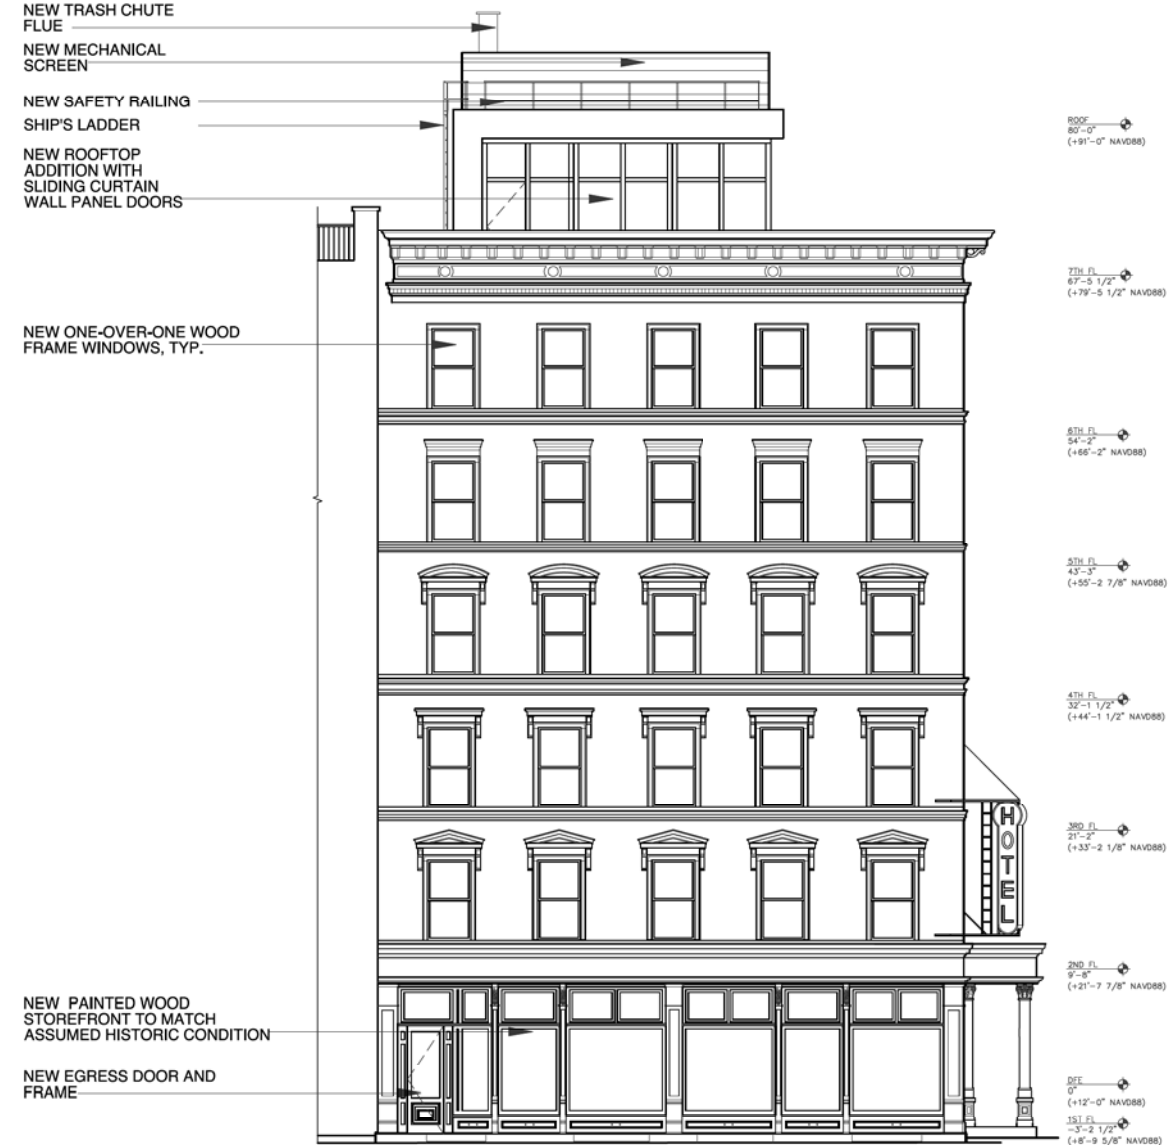 NEW TRASH CHUTE
FLUE
NEW MECHANICAL
SCREEN
NEW SAFETY RAILING
SHIP'S LADDER
NEW ROOFTOP
ADDITION WITH
SLIDING CURTAIN
WALL PANEL DOORS
NEW ONE-OVER-ONE WOOD
FRAME WINDOWS, TYP.
NEW PAINTED WOOD
STOREFRONT TO MATCH
ASSUMED HISTORIC CONDITION
NEW EGRESS DOOR AND
FRAME
HOTEL
ROOF
80'-0"
(+91'-0" NAVD88)
7TH FL
67'-5 1/2"
(+79'-5 1/2" NAVD88)
6TH FL
54'-2"
(+66'-2" NAVD88)
5TH FL
43'-3"
(+55'-2 7/8" NAVD88)
4TH FL
32'-1 1/2"
(+44'-1 1/2" NAVD88)
3RD FL
21'-2"
(+33'-2 1/8" NAVD88)
2ND FL
9'-8"
(+21'-7 7/8" NAVD88)
DFE
0"
(+12'-0" NAVD88)
1ST FL
-3'-2 1/2"
(+8'-9 5/8" NAVD88)